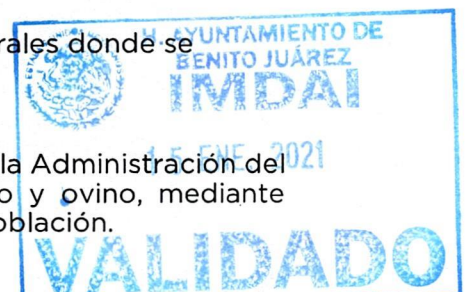 rales donde se
H. AYUNTAMIENTO DE
BENITO JUÁREZ
IMDAI
15 ENE. 2021
la Administración del
o y ovino, mediante
oblación.
VALIDADO